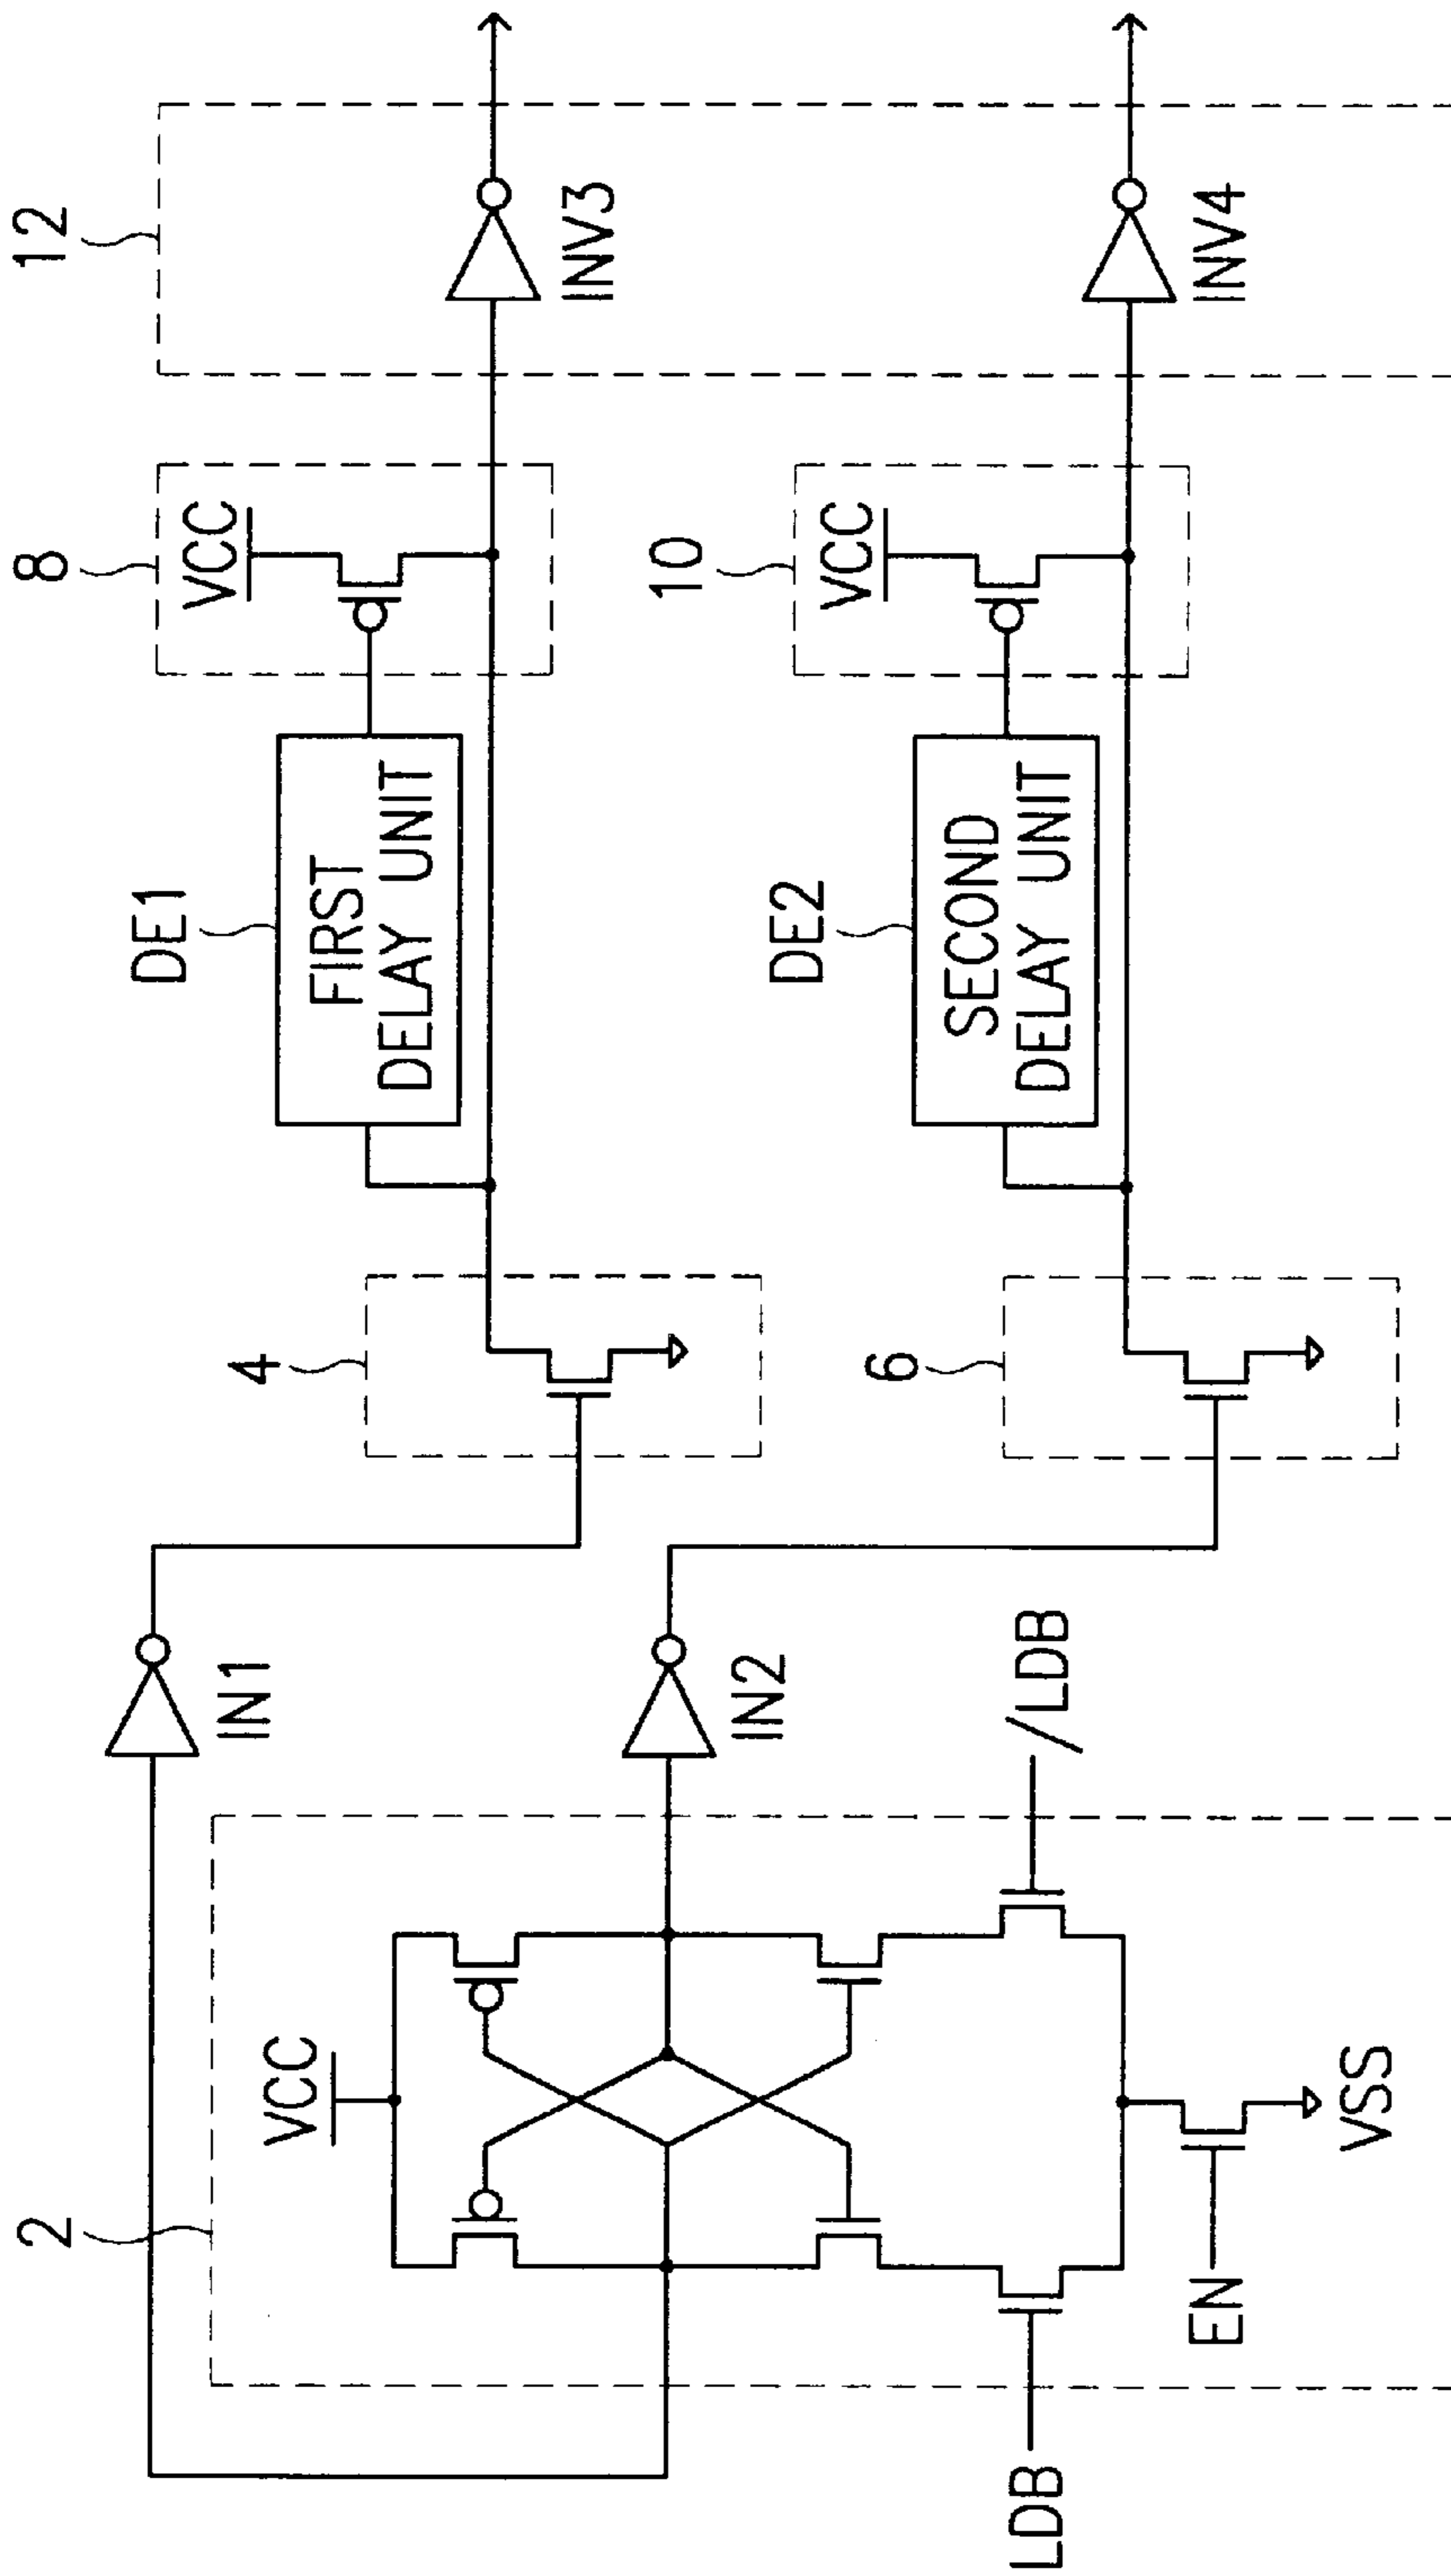 2
VCC
LDB
/LDB
EN
VSS
IN1
IN2
4
6
DE1
FIRST
DELAY UNIT
DE2
SECOND
DELAY UNIT
8
VCC
10
VCC
12
INV3
INV4